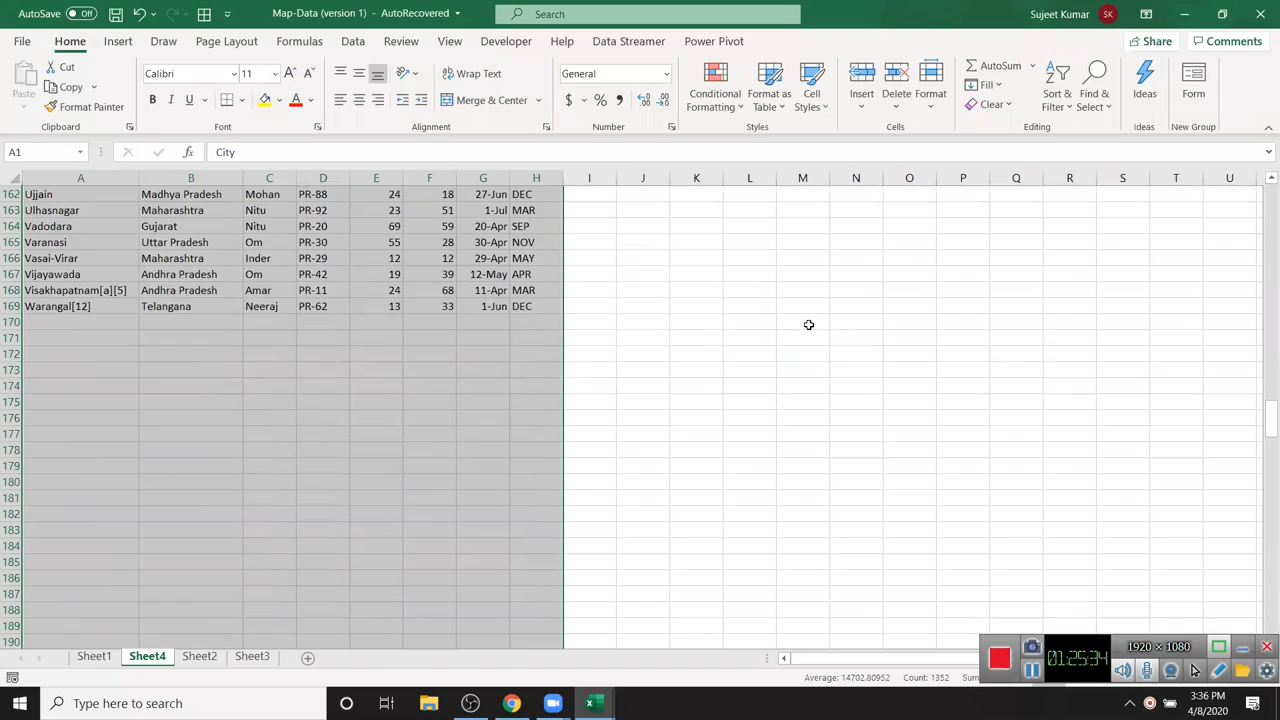 AutoSave Off Map-Data (version 1) - AutoRecovered Search Sujeet Kumar SK
File Home Insert Draw Page Layout Formulas Data Review View Developer Help Data Streamer Power Pivot Share Comments
Paste Cut Copy Format Painter
Clipboard
Calibri 11
B I U A
Font
Wrap Text
Merge & Center
Alignment
General
$ % ,
Number
Conditional Formatting Format as Table Cell Styles
Styles
Insert Delete Format
Cells
AutoSum Fill Clear Sort & Filter Find & Select
Editing
Ideas
Ideas
Form
New Group
A1 fx City
A B C D E F G H I J K L M N O P Q R S T U
162 Ujjain Madhya Pradesh Mohan PR-88 24 18 27-Jun DEC
163 Ulhasnagar Maharashtra Nitu PR-92 23 51 1-Jul MAR
164 Vadodara Gujarat Nitu PR-20 69 59 20-Apr SEP
165 Varanasi Uttar Pradesh Om PR-30 55 28 30-Apr NOV
166 Vasai-Virar Maharashtra Inder PR-29 12 12 29-Apr MAY
167 Vijayawada Andhra Pradesh Om PR-42 19 39 12-May APR
168 Visakhapatnam[a][5] Andhra Pradesh Amar PR-11 24 68 11-Apr MAR
169 Warangal[12] Telangana Neeraj PR-62 13 33 1-Jun DEC
170
171
172
173
174
175
176
177
178
179
180
181
182
183
184
185
186
187
188
189
190
Sheet1 Sheet4 Sheet2 Sheet3
01:25:34 1920 × 1080
Average: 14702.80952 Count: 1352
Type here to search
3:36 PM
4/8/2020